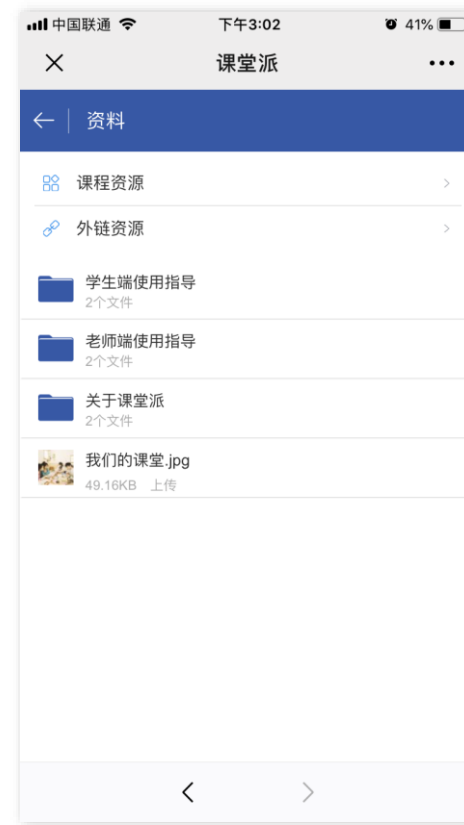 中国联通 下午3:02 41%
课堂派
资料
课程资源
外链资源
学生端使用指导
2个文件
老师端使用指导
2个文件
关于课堂派
2个文件
我们的课堂.jpg
49.16KB 上传